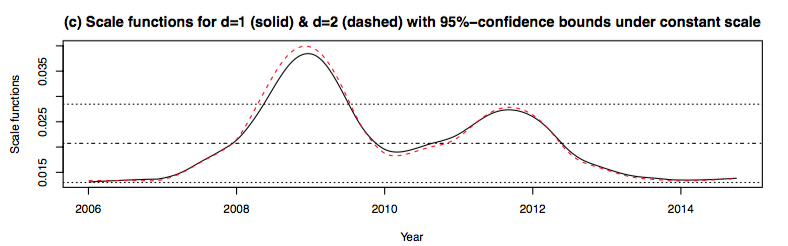 (c) Scale functions for d=1 (solid) & d=2 (dashed) with 95%−confidence bounds under constant scale
Scale functions
0.035
0.025
0.015
2006 2008 2010 2012 2014
Year